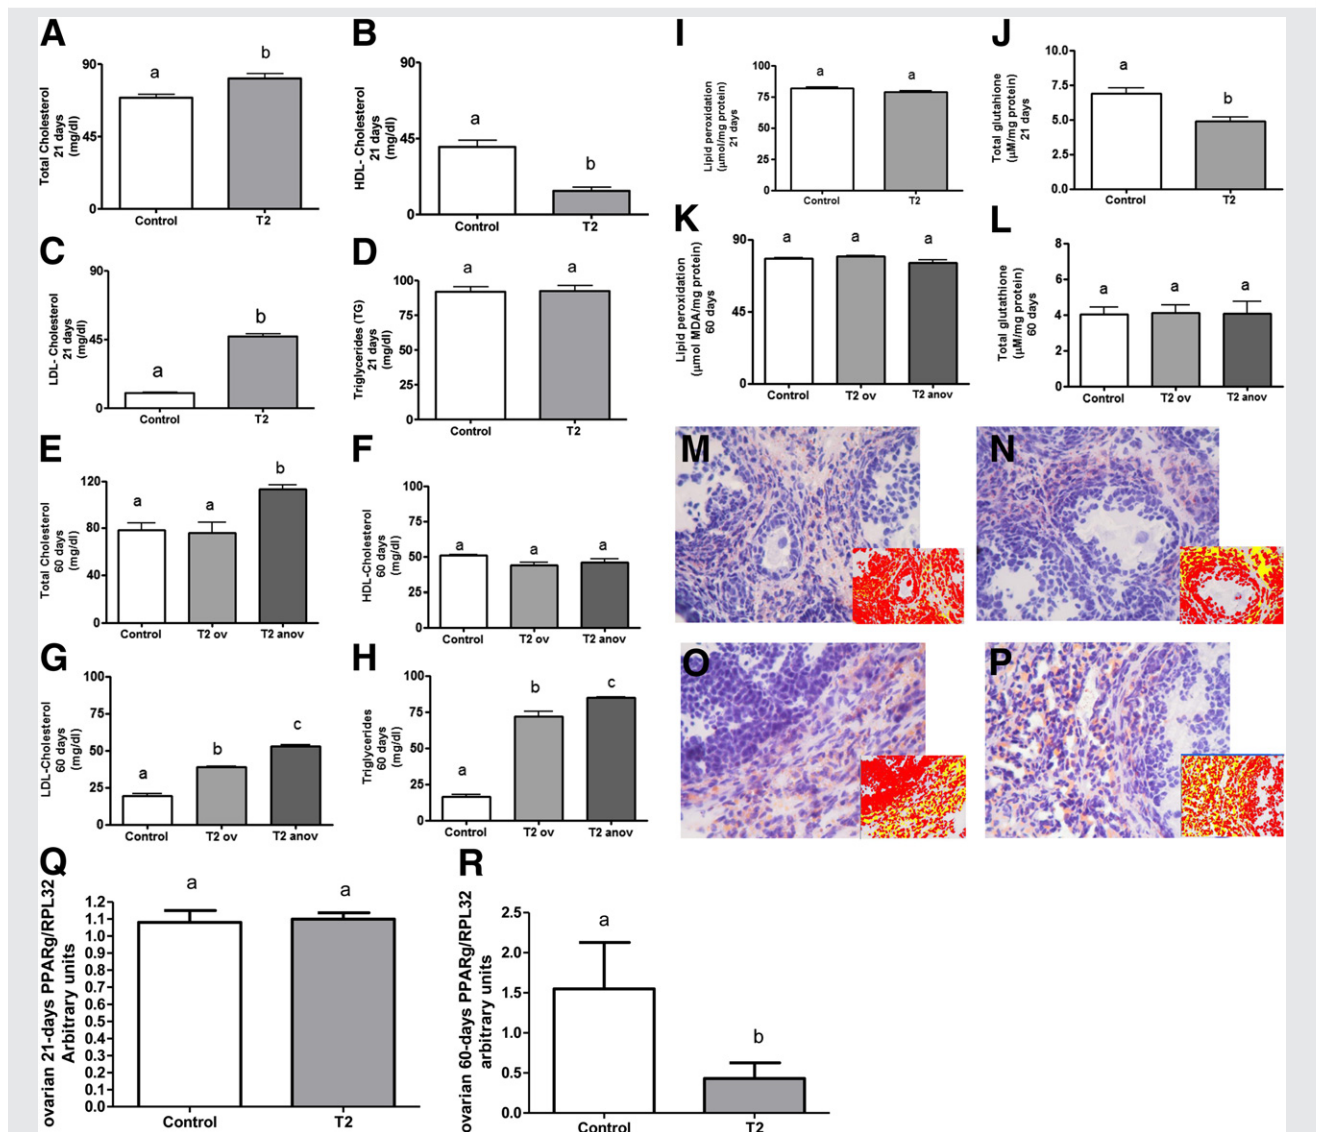 A
Total Cholesterol
21 days
(mg/dl)
90
45
0
a
b
Control
T2
B
HDL- Cholesterol
21 days
(mg/dl)
90
45
0
a
b
Control
T2
C
LDL- Cholesterol
21 days
(mg/dl)
90
45
0
a
b
Control
T2
D
Triglycerides (TG)
21 days
(mg/dl)
100
75
50
25
0
a
a
Control
T2
E
Total Cholesterol
60 days
(mg/dl)
120
80
40
0
a
a
b
Control
T2 ov
T2 anov
F
HDL-Cholesterol
60 days
(mg/dl)
100
75
50
25
0
a
a
a
Control
T2 ov
T2 anov
G
LDL-Cholesterol
60 days
(mg/dl)
100
75
50
25
0
a
b
c
Control
T2 ov
T2 anov
H
Triglycerides
60 days
(mg/dl)
100
75
50
25
0
a
b
c
Control
T2 ov
T2 anov
I
Lipid peroxidation
(µmol/mg protein)
21 days
100
75
50
25
0
a
a
Control
T2
J
Total glutathione
(µM/mg protein)
21 days
10.0
7.5
5.0
2.5
0.0
a
b
Control
T2
K
Lipid peroxidation
(µmol MDA/mg protein)
60 days
90
45
0
a
a
a
Control
T2 ov
T2 anov
L
Total glutathione
(µM/mg protein)
60 days
8
6
4
2
0
a
a
a
Control
T2 ov
T2 anov
M
N
O
P
Q
ovarian 21-days PPARg/RPL32
Arbitrary units
1.2
1.1
1.0
0.9
0.8
0.7
0.6
0.5
0.4
0.3
0.2
0.1
0.0
a
a
Control
T2
R
ovarian 60-days PPARg/RPL32
arbitrary units
2.5
2.0
1.5
1.0
0.5
0.0
a
b
Control
T2